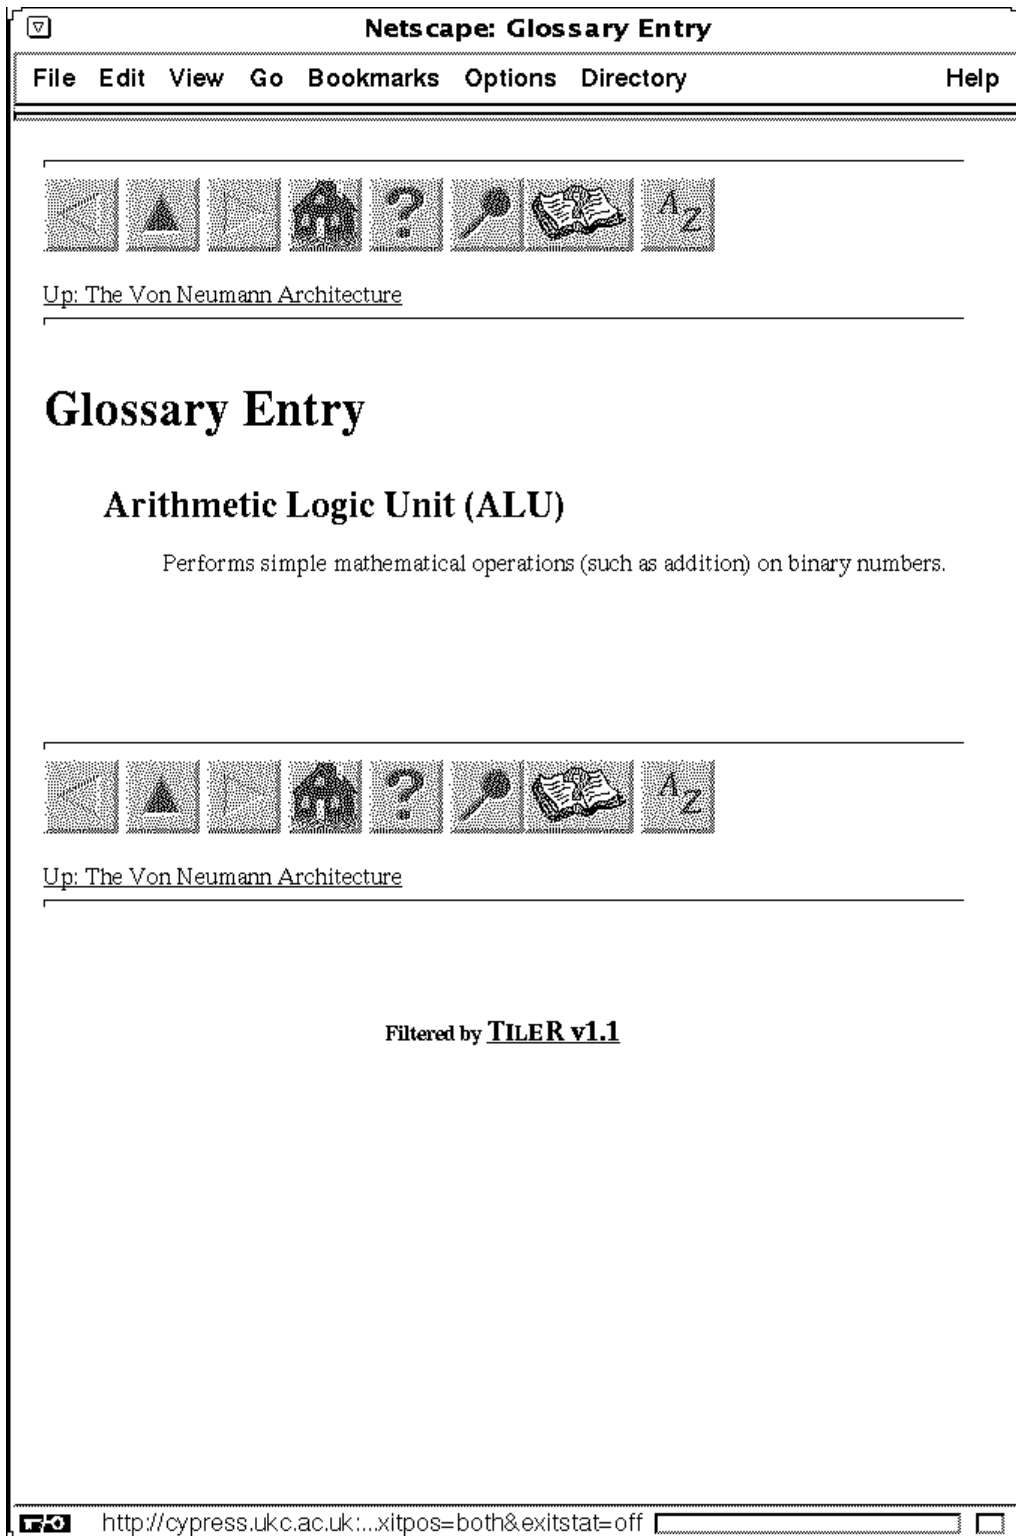 Netscape: Glossary Entry
File Edit View Go Bookmarks Options Directory Help
? A Z
Up: The Von Neumann Architecture
Glossary Entry
Arithmetic Logic Unit (ALU)
Performs simple mathematical operations (such as addition) on binary numbers.
? A Z
Up: The Von Neumann Architecture
Filtered by TILER v1.1
http://cypress.ukc.ac.uk:...xitpos=both&exitstat=off